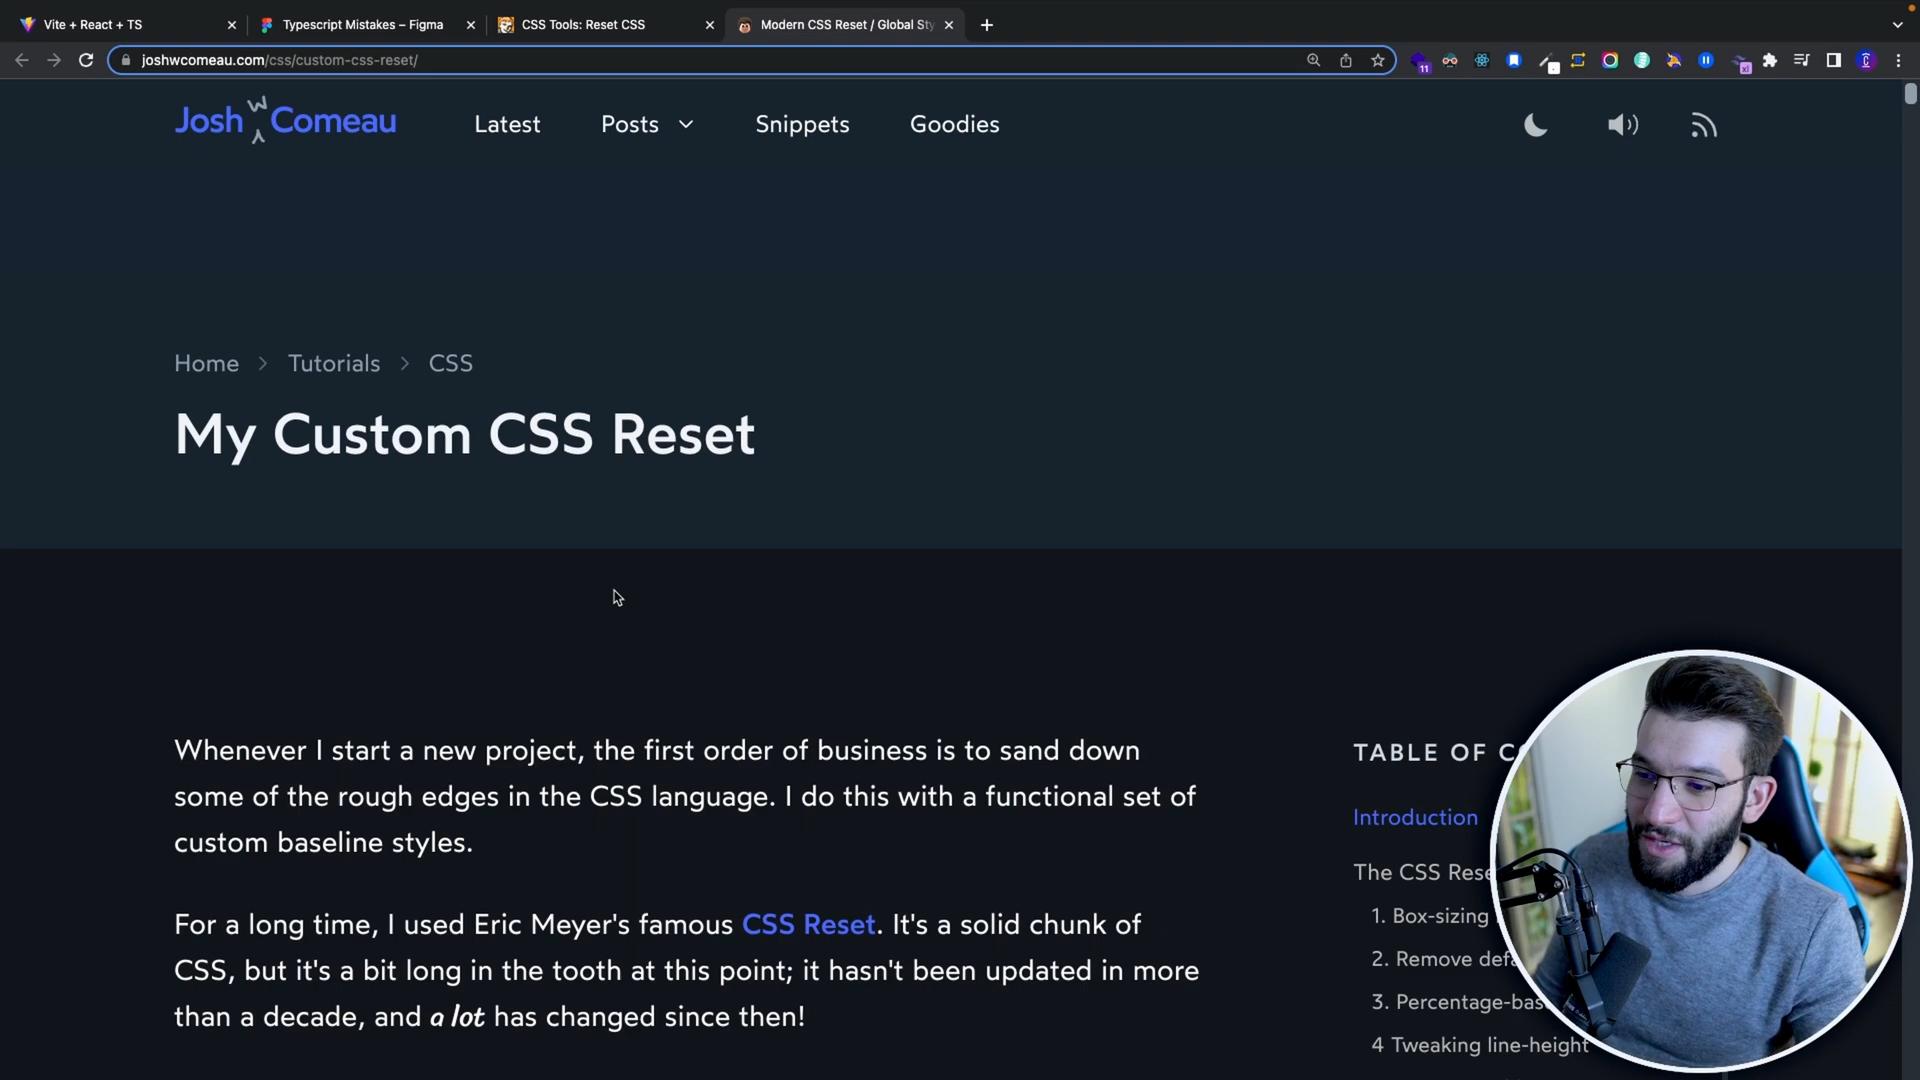 Vite + React + TS
Typescript Mistakes – Figma
CSS Tools: Reset CSS
Modern CSS Reset / Global Sty
joshwcomeau.com/css/custom-css-reset/
11
Josh W Comeau
Latest
Posts
Snippets
Goodies
Home > Tutorials > CSS
My Custom CSS Reset
Whenever I start a new project, the first order of business is to sand down
some of the rough edges in the CSS language. I do this with a functional set of
custom baseline styles.
For a long time, I used Eric Meyer's famous CSS Reset. It's a solid chunk of
CSS, but it's a bit long in the tooth at this point; it hasn't been updated in more
than a decade, and a lot has changed since then!
TABLE OF C
Introduction
The CSS Rese
1. Box-sizing
2. Remove defa
3. Percentage-bas
4 Tweaking line-height